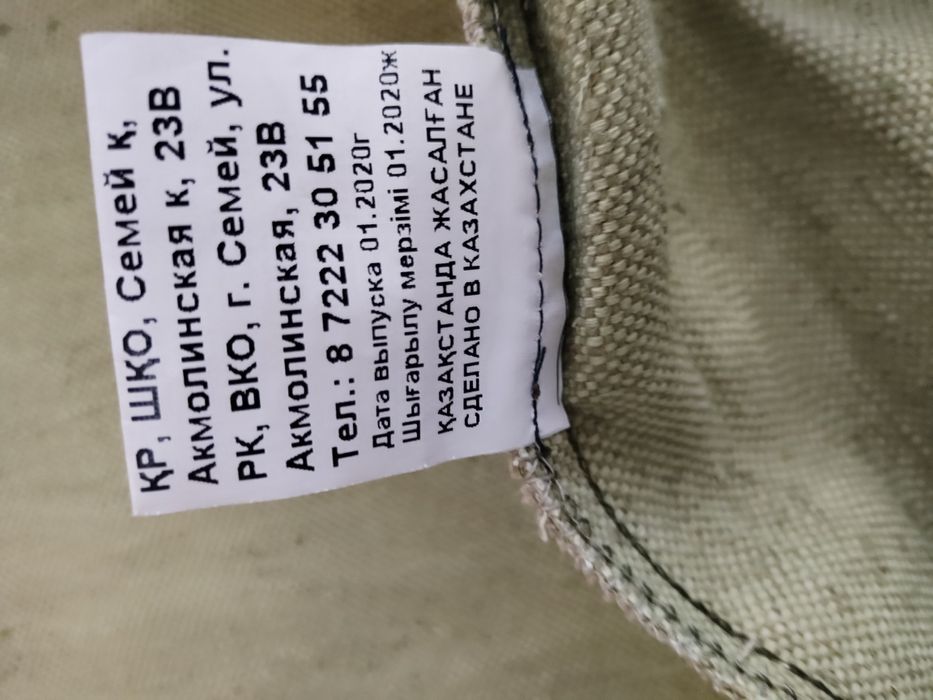 ҚР, ШҚО, Семей қ,
Акмолинская к, 23В
РК, ВКО, г. Семей, ул.
Акмолинская, 23В
Тел.: 8 7222 30 51 55
Дата выпуска 01.2020г
Шығарылу мерзімі 01.2020ж
ҚАЗАҚСТАНДА ЖАСАЛҒАН
СДЕЛАНО В КАЗАХСТАНЕ